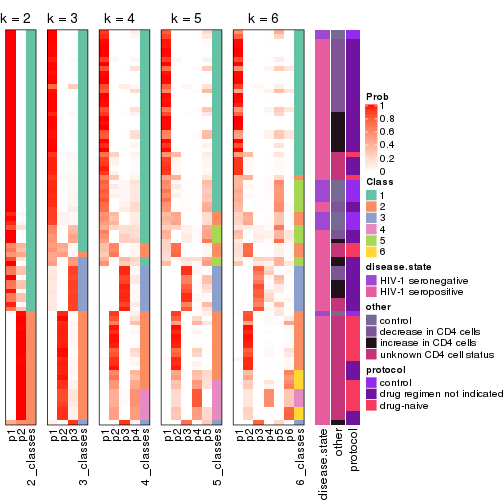 k = 2 k = 3 k = 4 k = 5 k = 6
Prob
1
0.8
0.6
0.4
0.2
0
Class
1
2
3
4
5
6
disease.state
HIV-1 seronegative
HIV-1 seropositive
other
control
decrease in CD4 cells
increase in CD4 cells
unknown CD4 cell status
protocol
control
drug regimen not indicated
drug-naive
p1 p2 2_classes p1 p2 p3 3_classes p1 p2 p3 p4 4_classes p1 p2 p3 p4 p5 5_classes p1 p2 p3 p4 p5 p6 6_classes disease.state other protocol